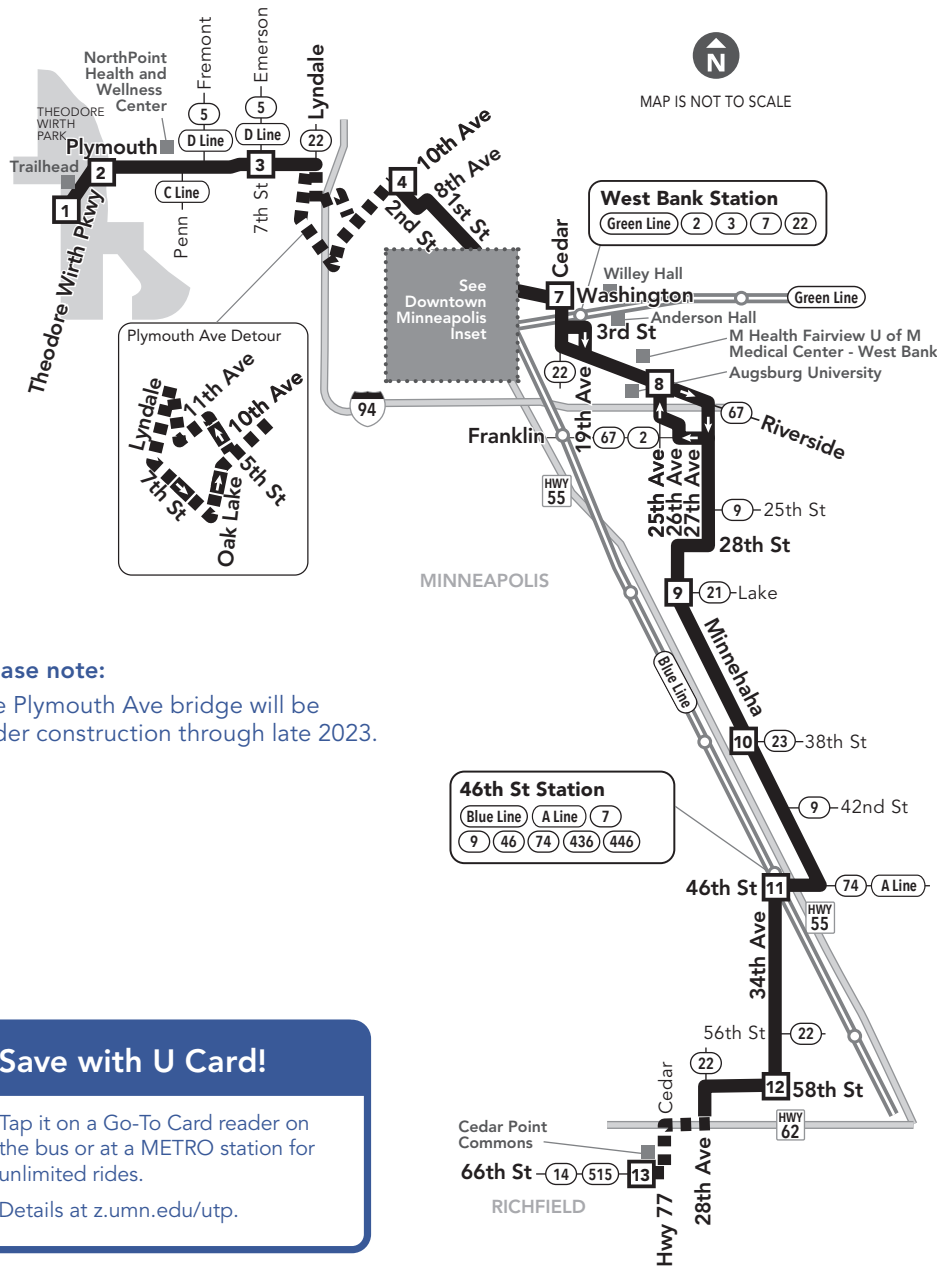 Fremont
Emerson
Lyndale
NorthPoint
Health and
Wellness
Center
5
5
D Line
D Line
22
THEODORE
WIRTH
PARK
Plymouth
Trailhead
1
2
3
4
C Line
Penn
7th St
Theodore Wirth Pkwy
10th Ave
8th Ave
1st St
2nd St
N
MAP IS NOT TO SCALE
See
Downtown
Minneapolis
Inset
West Bank Station
Green Line 2 3 7 22
Cedar
7
Willey Hall
Washington
Green Line
Anderson Hall
3rd St
M Health Fairview U of M
Medical Center - West Bank
Augsburg University
22
19th Ave
8
67
Riverside
94
Franklin
67 2
HWY
55
25th Ave
26th Ave
27th Ave
9
25th St
28th St
9
21
Lake
Plymouth Ave Detour
Lyndale
11th Ave
10th Ave
7th St
5th St
Oak Lake
MINNEAPOLIS
Minnehaha
Blue Line
10
23
38th St
9
42nd St
ase note:
e Plymouth Ave bridge will be
der construction through late 2023.
46th St Station
Blue Line A Line 7
9 46 74 436 446
46th St
11
74 A Line
HWY
55
34th Ave
56th St
22
22
12
58th St
Cedar
HWY
62
Cedar Point
Commons
66th St
14 515
13
RICHFIELD
Hwy 77
28th Ave
Save with U Card!
Tap it on a Go-To Card reader on
the bus or at a METRO station for
unlimited rides.
Details at z.umn.edu/utp.